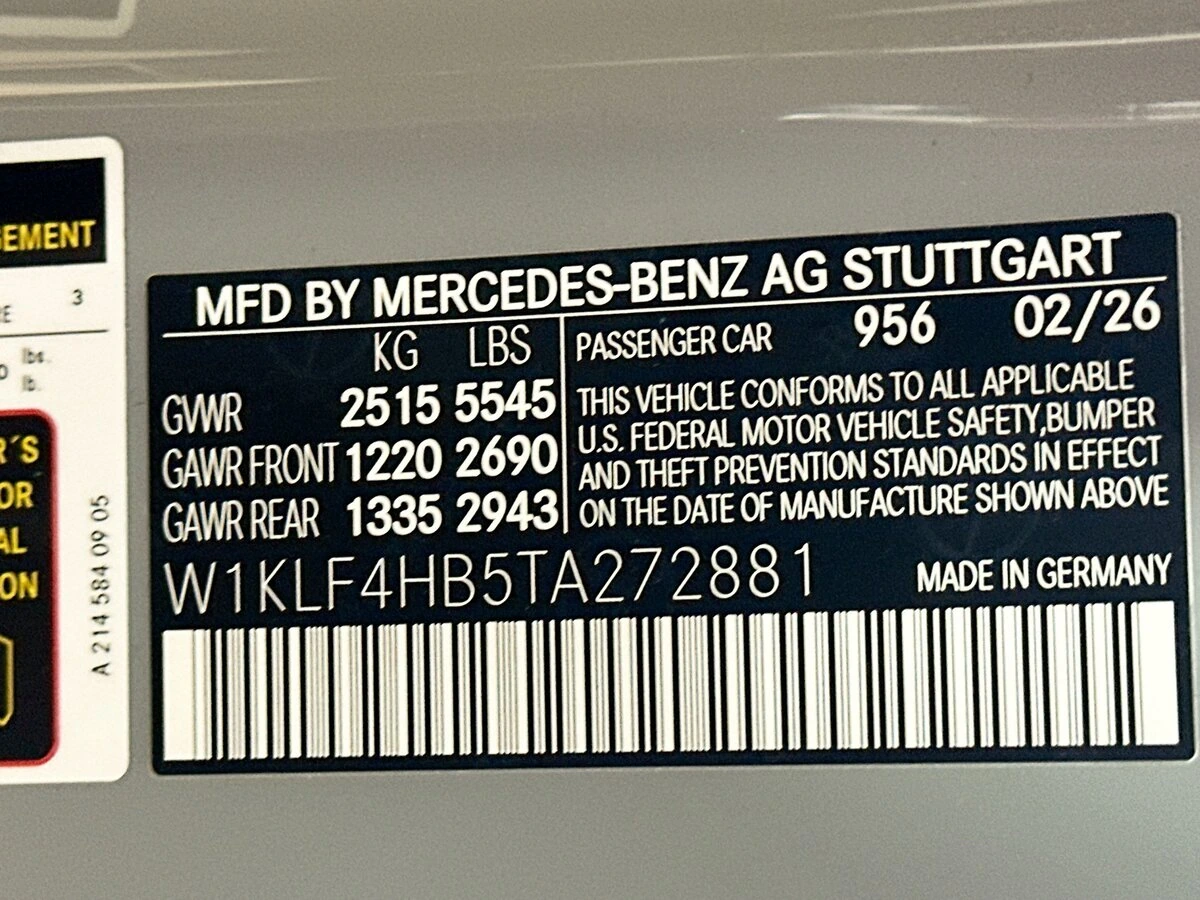 GEMENT
3
lbs.
lb.
R´S
OR
AL
ON
A 214 584 09 05
MFD BY MERCEDES-BENZ AG STUTTGART
KG LBS
GVWR 2515 5545
GAWR FRONT 1220 2690
GAWR REAR 1335 2943
PASSENGER CAR 956 02/26
THIS VEHICLE CONFORMS TO ALL APPLICABLE
U.S. FEDERAL MOTOR VEHICLE SAFETY,BUMPER
AND THEFT PREVENTION STANDARDS IN EFFECT
ON THE DATE OF MANUFACTURE SHOWN ABOVE
W1KLF4HB5TA272881
MADE IN GERMANY